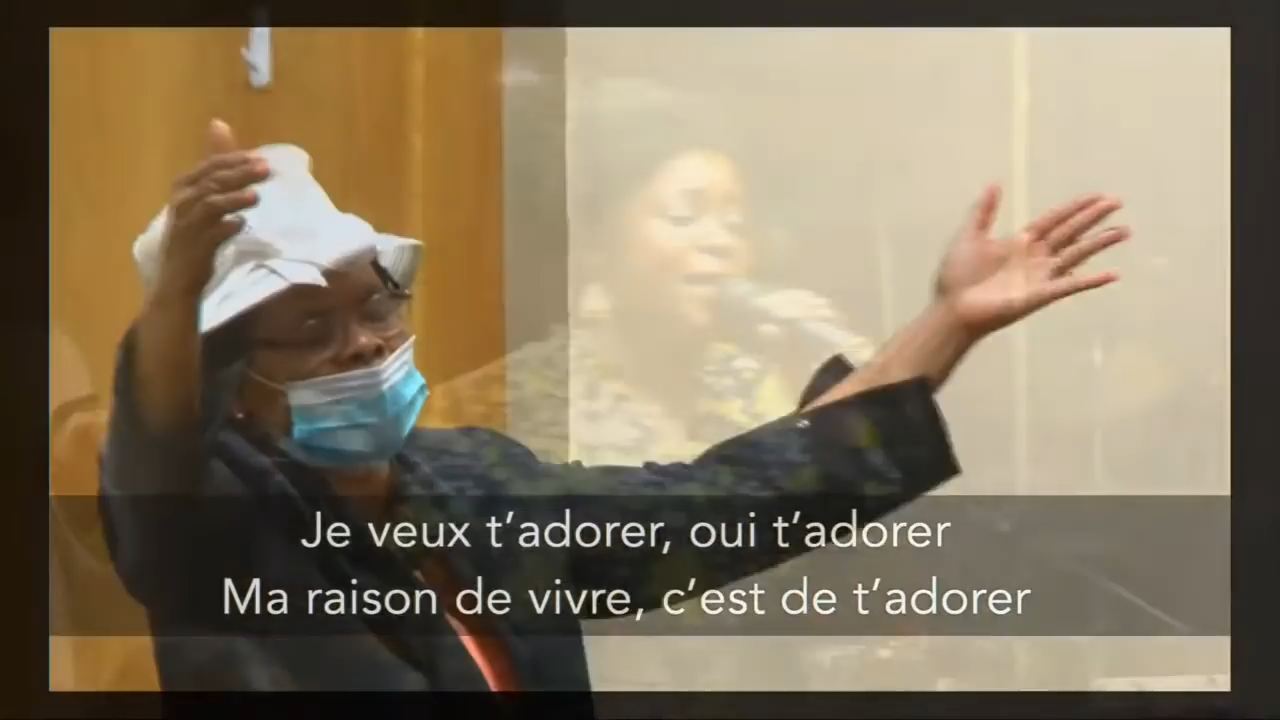 Je veux t’adorer, oui t’adorer
Ma raison de vivre, c’est de t’adorer